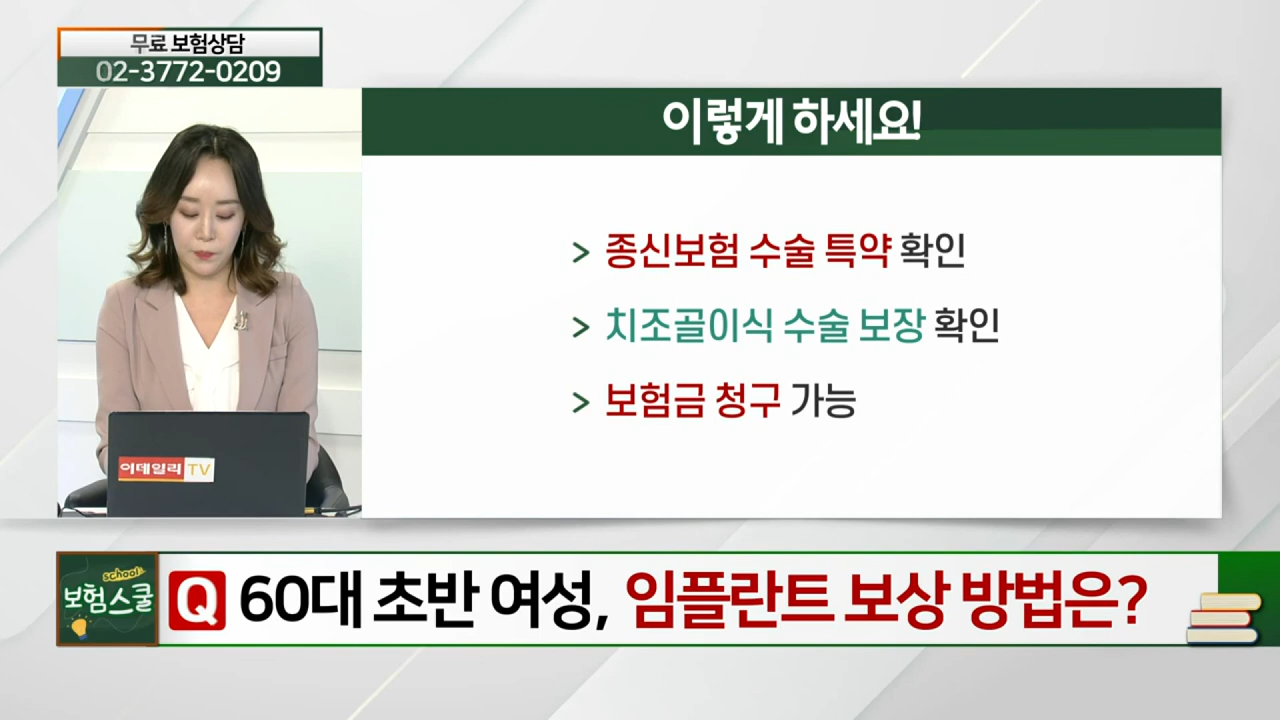 무료 보험상담
02-3772-0209
이렇게 하세요!
> 종신보험 수술 특약 확인
> 치조골이식 수술 보장 확인
> 보험금 청구 가능
이데일리 TV
school
보험스쿨
Q 60대 초반 여성, 임플란트 보상 방법은?